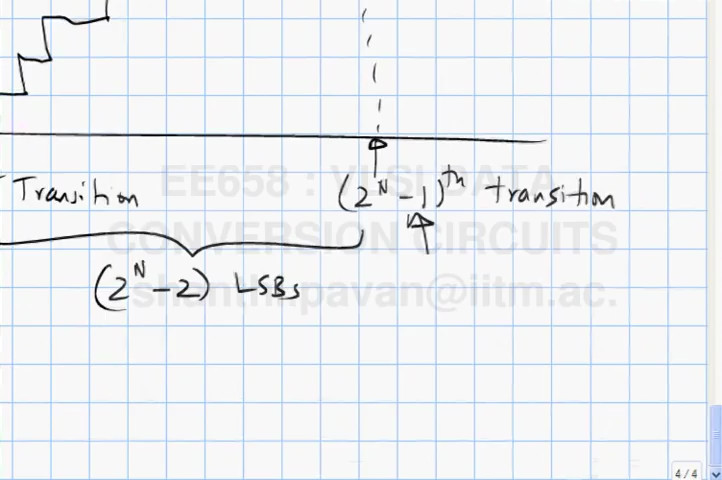 Transition (2^N - 1)^th transition
(2^N - 2) LSBs
EE658 : VLSI DATA
CONVERSION CIRCUITS
shanthipavan@iitm.ac.
4 / 4